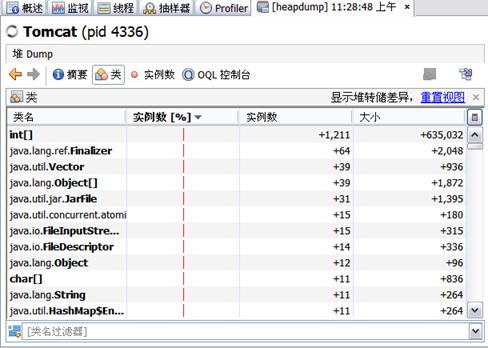 概述 监视 线程 抽样器 Profiler [heapdump] 11:28:48 上午 ×
Tomcat (pid 4336)
堆 Dump
摘要 类 实例数 OQL 控制台
类 显示堆转储差异, 重置视图 ×
类名 实例数 [%] 实例数 大小
int[] +1,211 +635,032
java.lang.ref.Finalizer +64 +2,048
java.util.Vector +39 +936
java.lang.Object[] +39 +1,872
java.util.jar.JarFile +31 +1,395
java.util.concurrent.atomi +15 +180
java.io.FileInputStre... +15 +315
java.io.FileDescriptor +14 +336
java.lang.Object +12 +96
char[] +11 +836
java.lang.String +11 +264
java.util.HashMap$En... +11 +264
[类名过滤器]